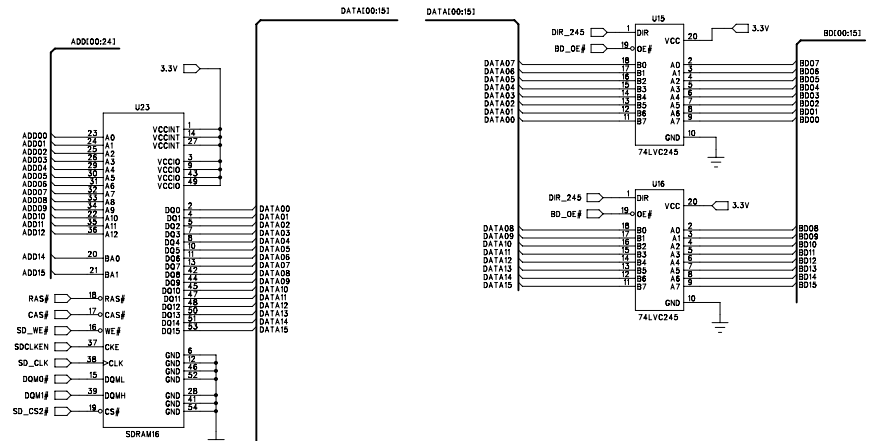 DATA[00:15]
DATA[00:15]
ADD[00:24]
3.3V
U23
ADD00 23 A0
ADD01 24 A1
ADD02 25 A2
ADD03 26 A3
ADD04 29 A4
ADD05 30 A5
ADD06 31 A6
ADD07 32 A7
ADD08 33 A8
ADD09 34 A9
ADD10 22 A10
ADD11 35 A11
ADD12 36 A12
ADD14 20 BA0
ADD15 21 BA1
RAS# 18 RAS#
CAS# 17 CAS#
SD_WE# 16 WE#
SDCLKEN 37 CKE
SD_CLK 38 CLK
DQM0# 15 DQML
DQM1# 39 DQMH
SD_CS2# 19 CS#
VCCINT 1
VCCINT 14
VCCINT 27
VCCIO 3
VCCIO 9
VCCIO 43
VCCIO 49
DQ0 2 DATA00
DQ1 4 DATA01
DQ2 5 DATA02
DQ3 7 DATA03
DQ4 8 DATA04
DQ5 10 DATA05
DQ6 11 DATA06
DQ7 13 DATA07
DQ8 42 DATA08
DQ9 44 DATA09
DQ10 45 DATA10
DQ11 47 DATA11
DQ12 48 DATA12
DQ13 50 DATA13
DQ14 51 DATA14
DQ15 53 DATA15
GND 6
GND 12
GND 46
GND 52
GND 28
GND 41
GND 54
SDRAM16
U15
DIR_245 1 DIR
BD_OE# 19 OE#
VCC 20 3.3V
BD[00:15]
DATA07 18 B0 A0 2 BD07
DATA06 17 B1 A1 3 BD06
DATA05 16 B2 A2 4 BD05
DATA04 15 B3 A3 5 BD04
DATA03 14 B4 A4 6 BD03
DATA02 13 B5 A5 7 BD02
DATA01 12 B6 A6 8 BD01
DATA00 11 B7 A7 9 BD00
GND 10
74LVC245
U16
DIR_245 1 DIR
BD_OE# 19 OE#
VCC 20 3.3V
DATA08 18 B0 A0 2 BD08
DATA09 17 B1 A1 3 BD09
DATA10 16 B2 A2 4 BD10
DATA11 15 B3 A3 5 BD11
DATA12 14 B4 A4 6 BD12
DATA13 13 B5 A5 7 BD13
DATA14 12 B6 A6 8 BD14
DATA15 11 B7 A7 9 BD15
GND 10
74LVC245